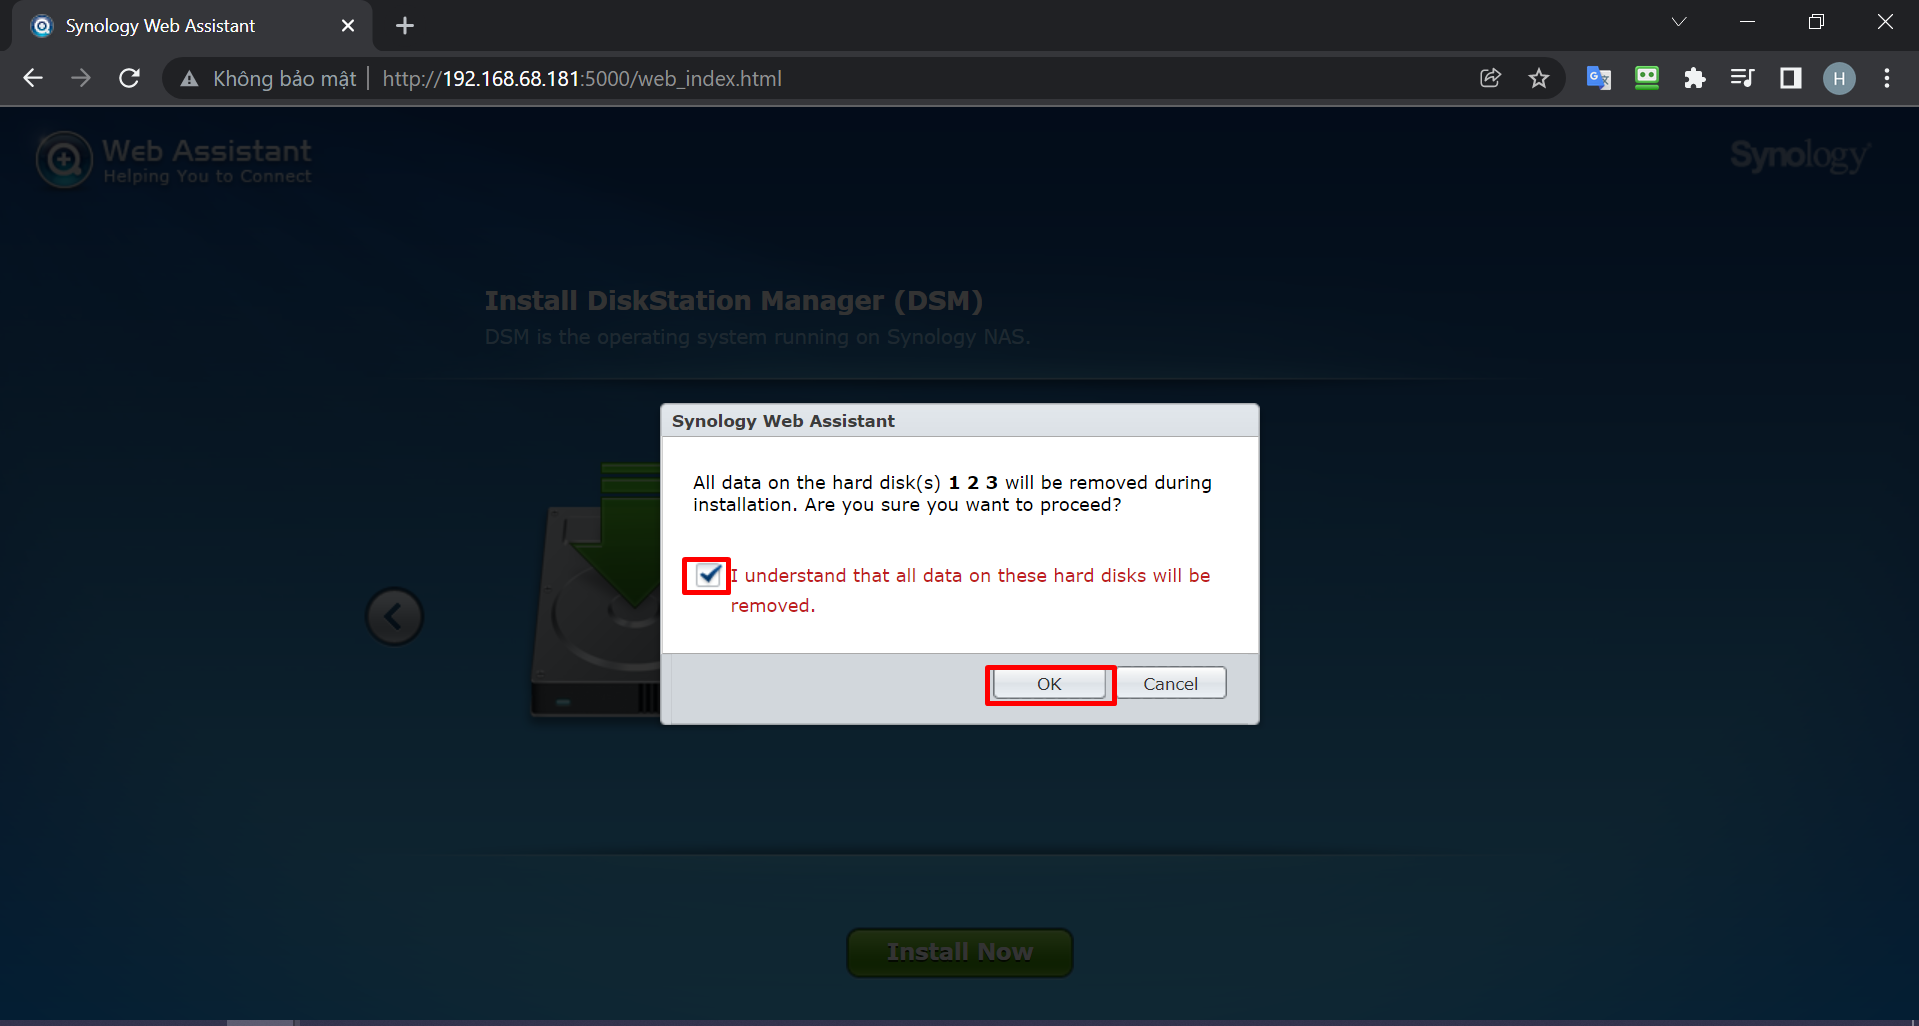 Synology Web Assistant
Không bảo mật
http://192.168.68.181:5000/web_index.html
H
Web Assistant
Helping You to Connect
Synology
Install DiskStation Manager (DSM)
DSM is the operating system running on Synology NAS.
Synology Web Assistant
All data on the hard disk(s) 1 2 3 will be removed during
installation. Are you sure you want to proceed?
I understand that all data on these hard disks will be
removed.
OK
Cancel
Install Now